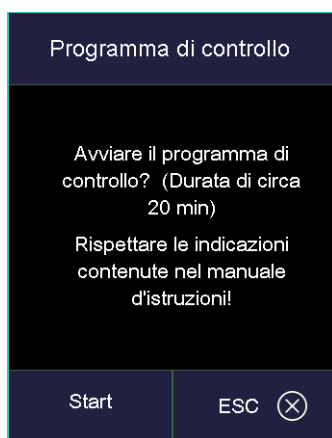 Programma di controllo
Avviare il programma di
controllo? (Durata di circa
20 min)
Rispettare le indicazioni
contenute nel manuale
d'istruzioni!
Start
ESC